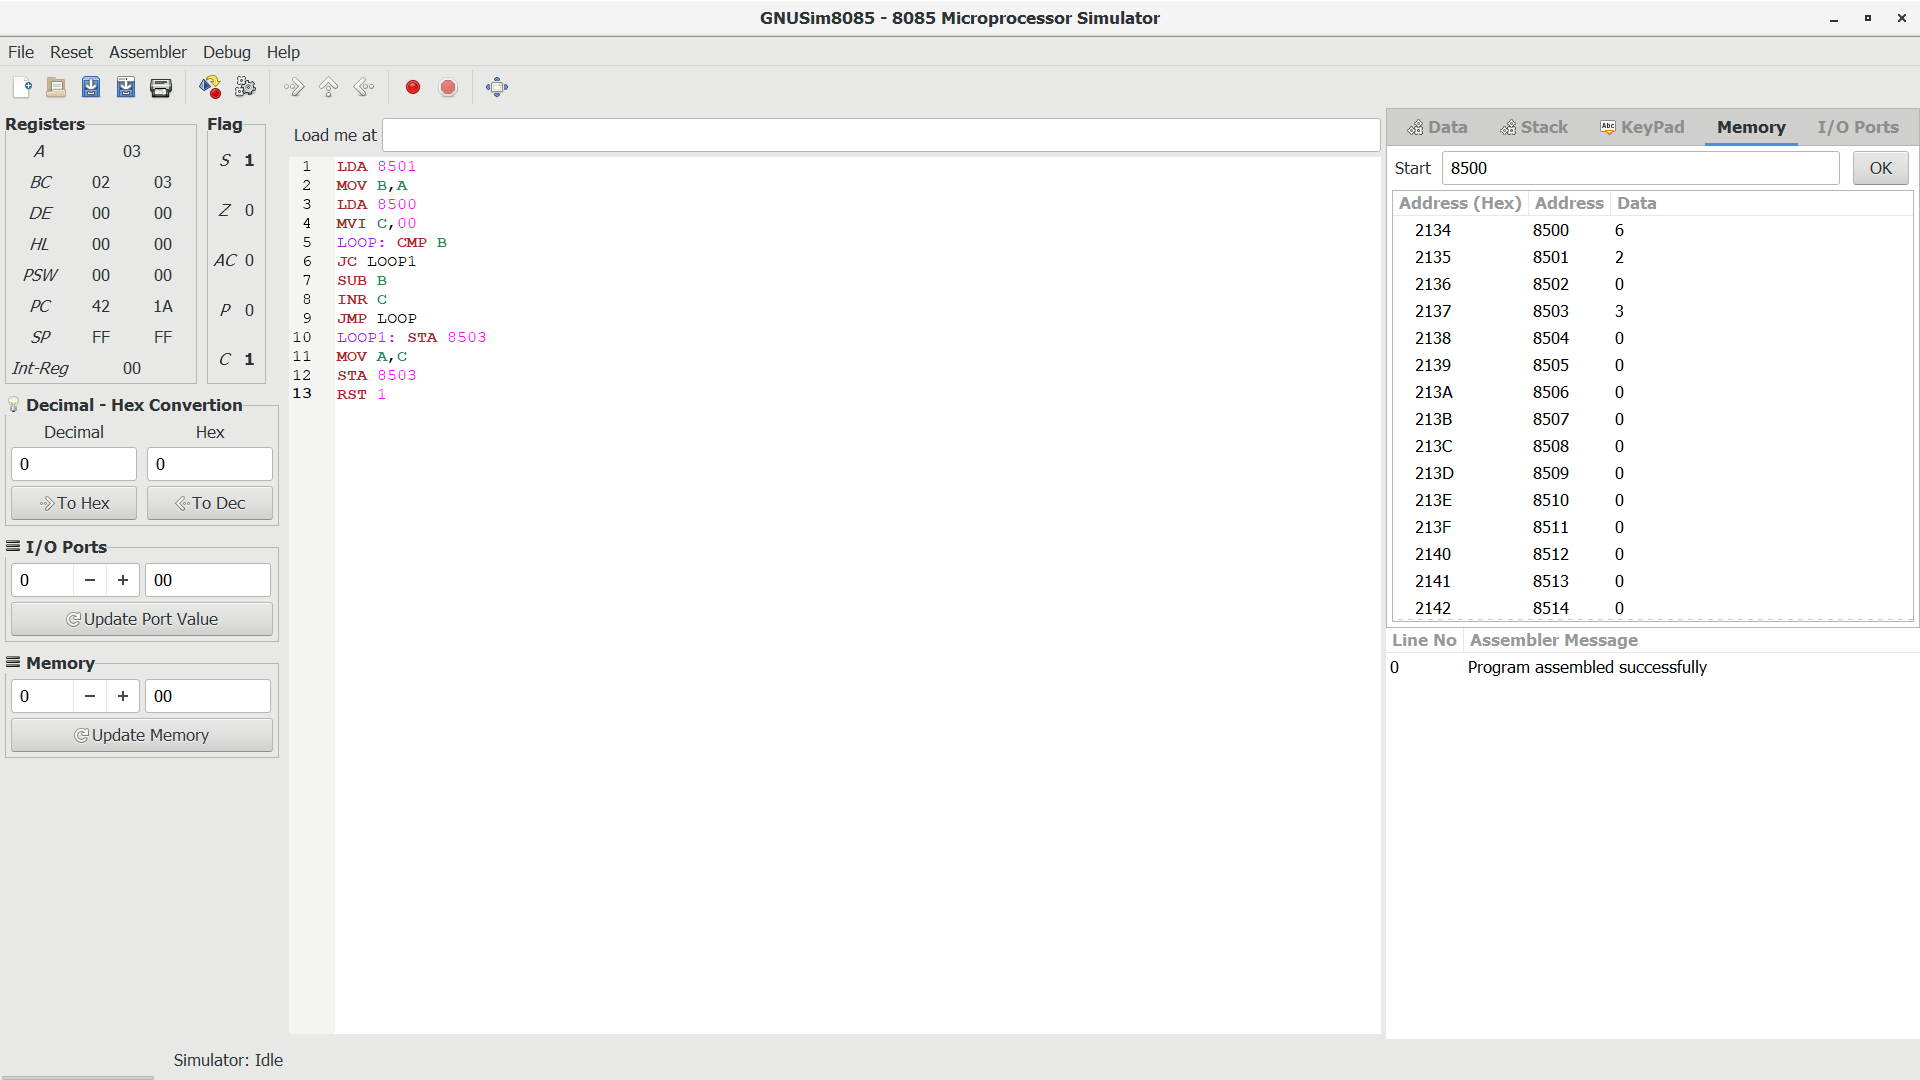 GNUSim8085 - 8085 Microprocessor Simulator
File Reset Assembler Debug Help
Registers
A 03
BC 02 03
DE 00 00
HL 00 00
PSW 00 00
PC 42 1A
SP FF FF
Int-Reg 00
Flag
S 1
Z 0
AC 0
P 0
C 1
Decimal - Hex Convertion
Decimal Hex
0 0
To Hex To Dec
I/O Ports
0 − + 00
Update Port Value
Memory
0 − + 00
Update Memory
Load me at
1 LDA 8501
2 MOV B,A
3 LDA 8500
4 MVI C,00
5 LOOP: CMP B
6 JC LOOP1
7 SUB B
8 INR C
9 JMP LOOP
10 LOOP1: STA 8503
11 MOV A,C
12 STA 8503
13 RST 1
Data Stack Abc KeyPad Memory I/O Ports
Start 8500 OK
Address (Hex) Address Data
2134 8500 6
2135 8501 2
2136 8502 0
2137 8503 3
2138 8504 0
2139 8505 0
213A 8506 0
213B 8507 0
213C 8508 0
213D 8509 0
213E 8510 0
213F 8511 0
2140 8512 0
2141 8513 0
2142 8514 0
Line No Assembler Message
0 Program assembled successfully
Simulator: Idle